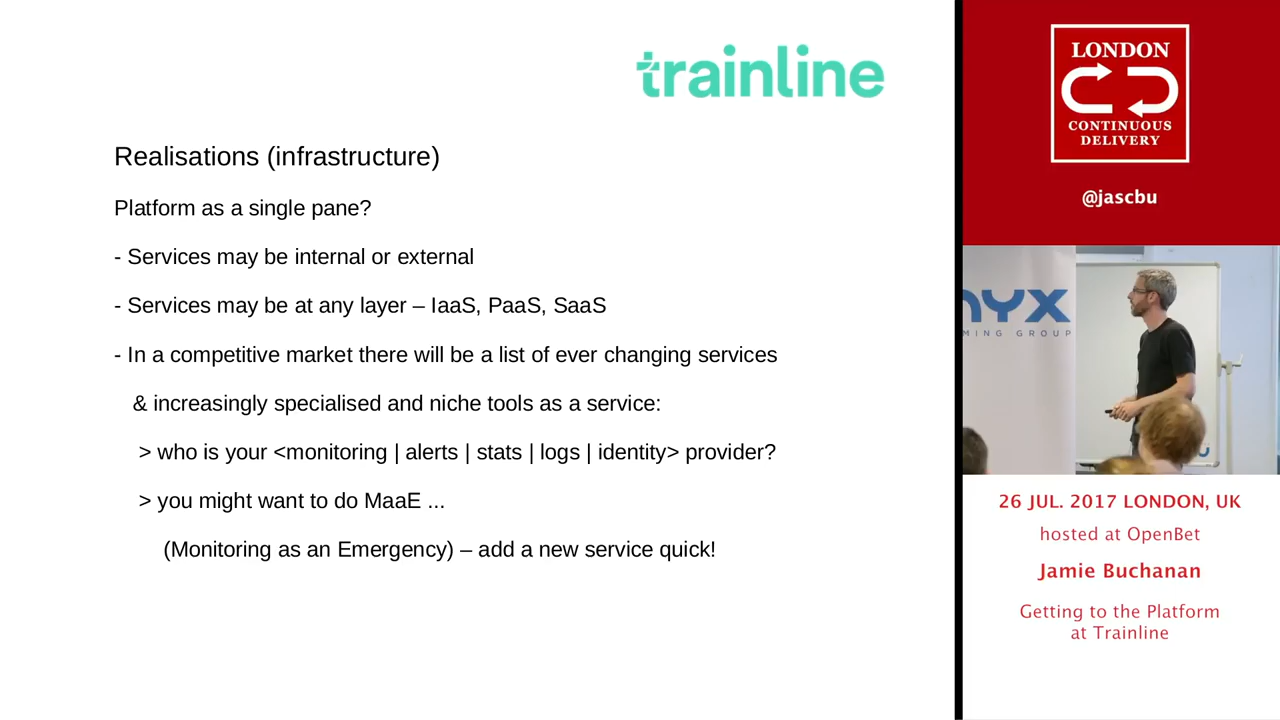 trainline
Realisations (infrastructure)
Platform as a single pane?
- Services may be internal or external
- Services may be at any layer – IaaS, PaaS, SaaS
- In a competitive market there will be a list of ever changing services
& increasingly specialised and niche tools as a service:
> who is your <monitoring | alerts | stats | logs | identity> provider?
> you might want to do MaaE ...
(Monitoring as an Emergency) – add a new service quick!
LONDON
CONTINUOUS
DELIVERY
@jascbu
NYX
MING GROUP
26 JUL. 2017 LONDON, UK
hosted at OpenBet
Jamie Buchanan
Getting to the Platform
at Trainline